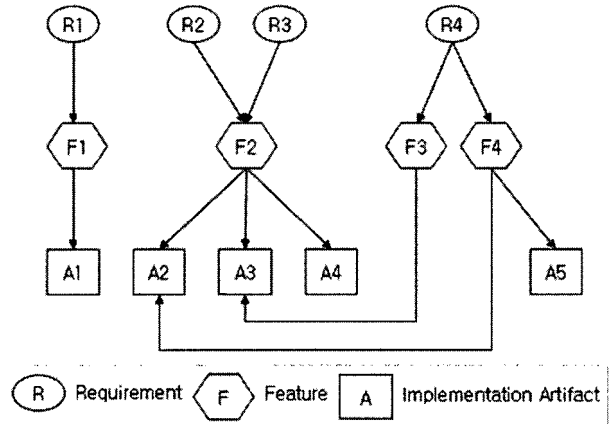 R1 R2 R3 R4
F1 F2 F3 F4
A1 A2 A3 A4 A5
R Requirement F Feature A Implementation Artifact